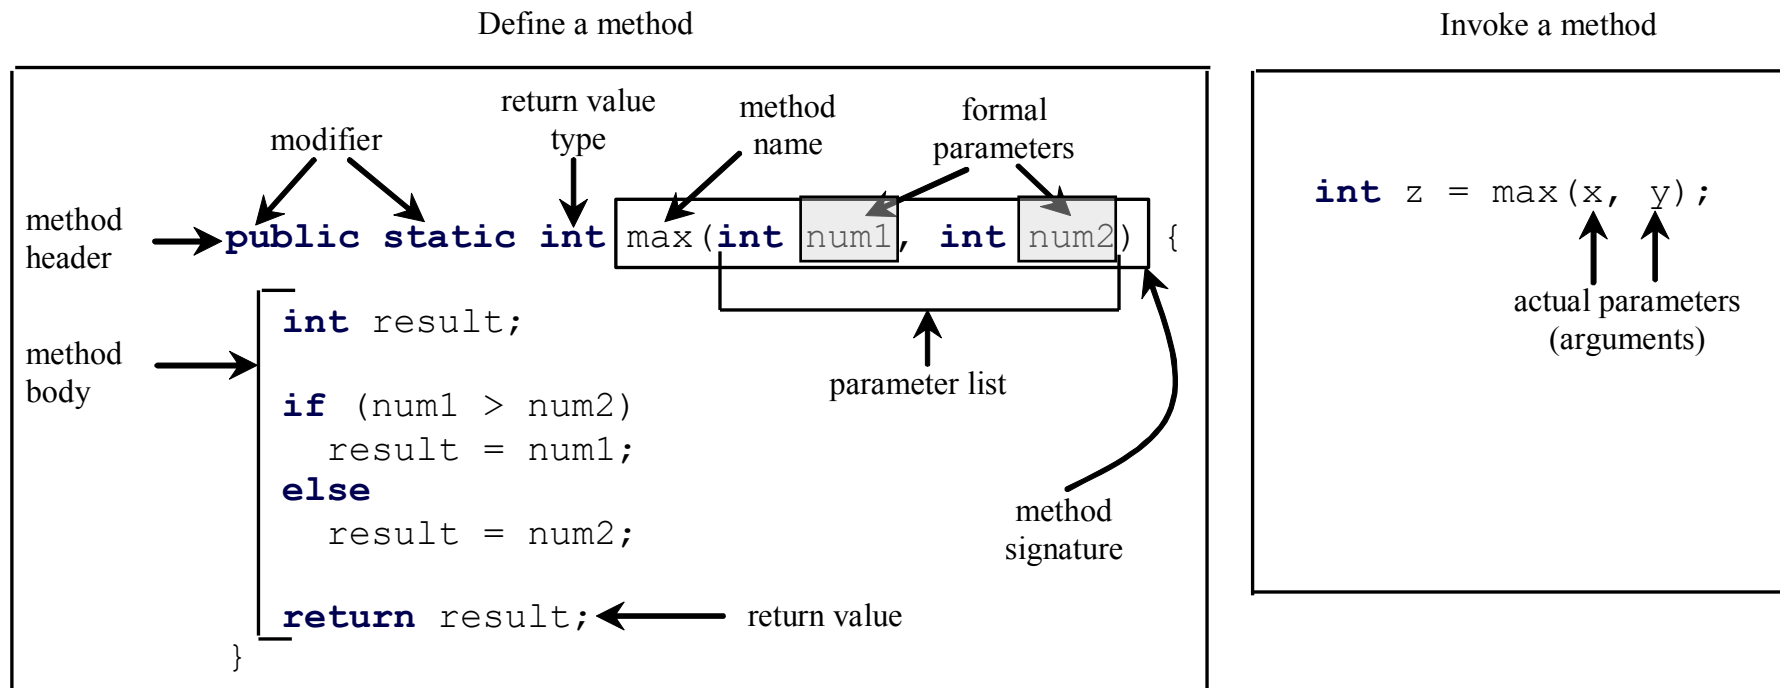 Define a method
Invoke a method
return value
type
method
name
formal
parameters
modifier
method
header
public static int max(int num1, int num2) {
int result;
method
body
parameter list
if (num1 > num2)
result = num1;
else
result = num2;
method
signature
return result;
return value
}
int z = max(x, y);
actual parameters
(arguments)